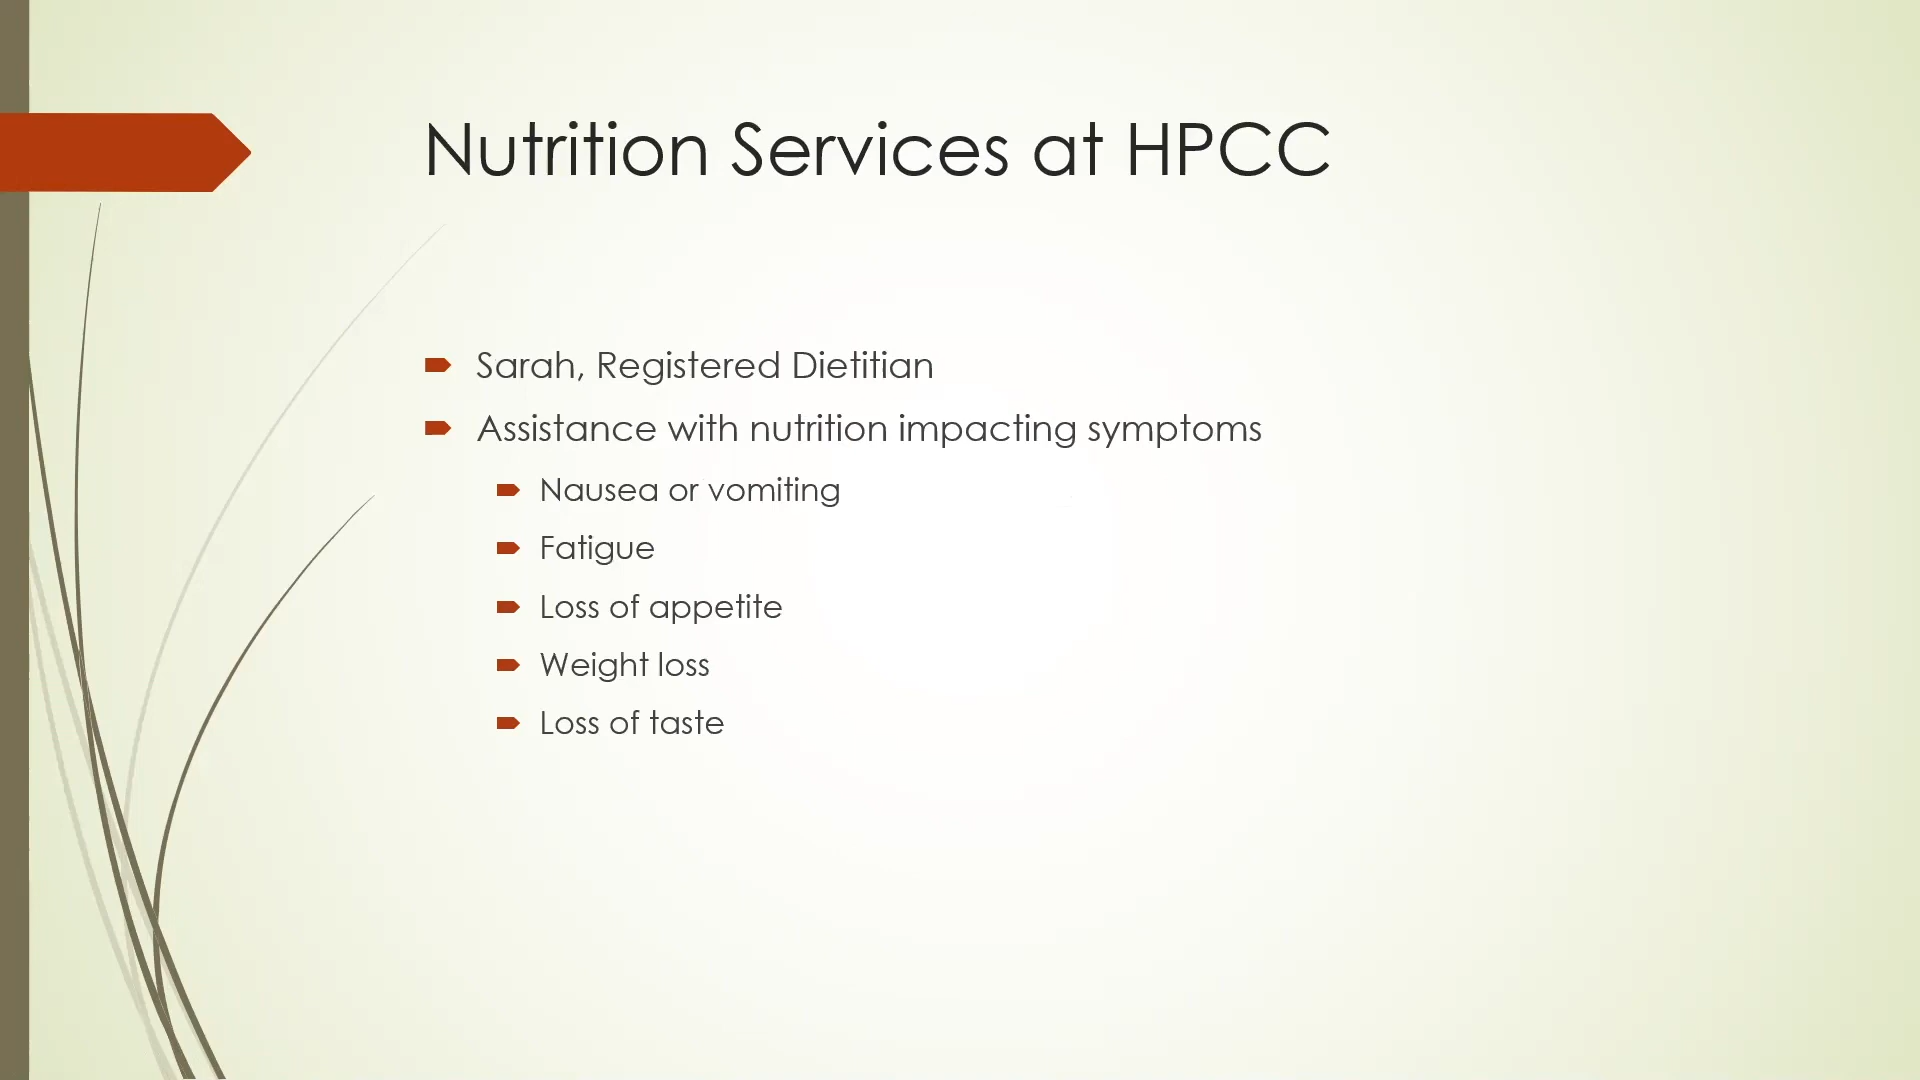 Nutrition Services at HPCC
Sarah, Registered Dietitian
Assistance with nutrition impacting symptoms
Nausea or vomiting
Fatigue
Loss of appetite
Weight loss
Loss of taste